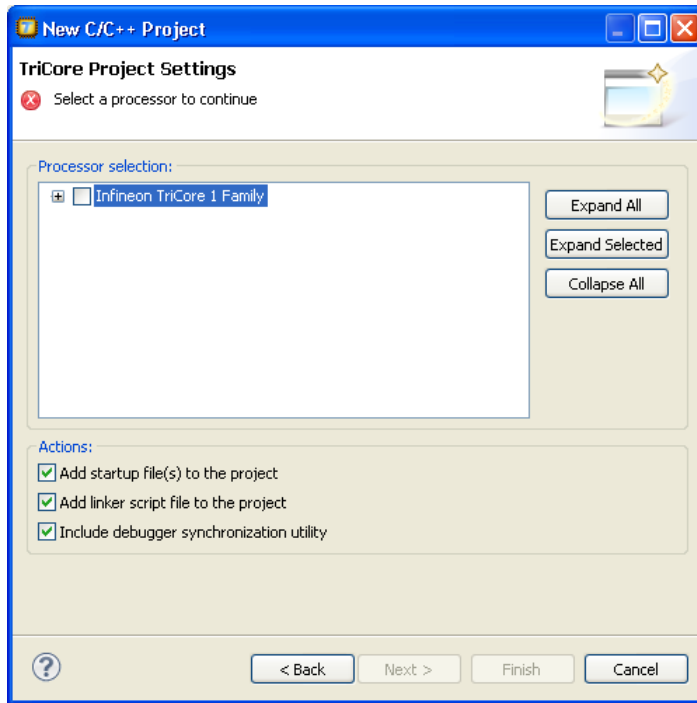 New C/C++ Project
TriCore Project Settings
Select a processor to continue
Processor selection:
Infineon TriCore 1 Family
Expand All
Expand Selected
Collapse All
Actions:
Add startup file(s) to the project
Add linker script file to the project
Include debugger synchronization utility
?
< Back Next > Finish Cancel